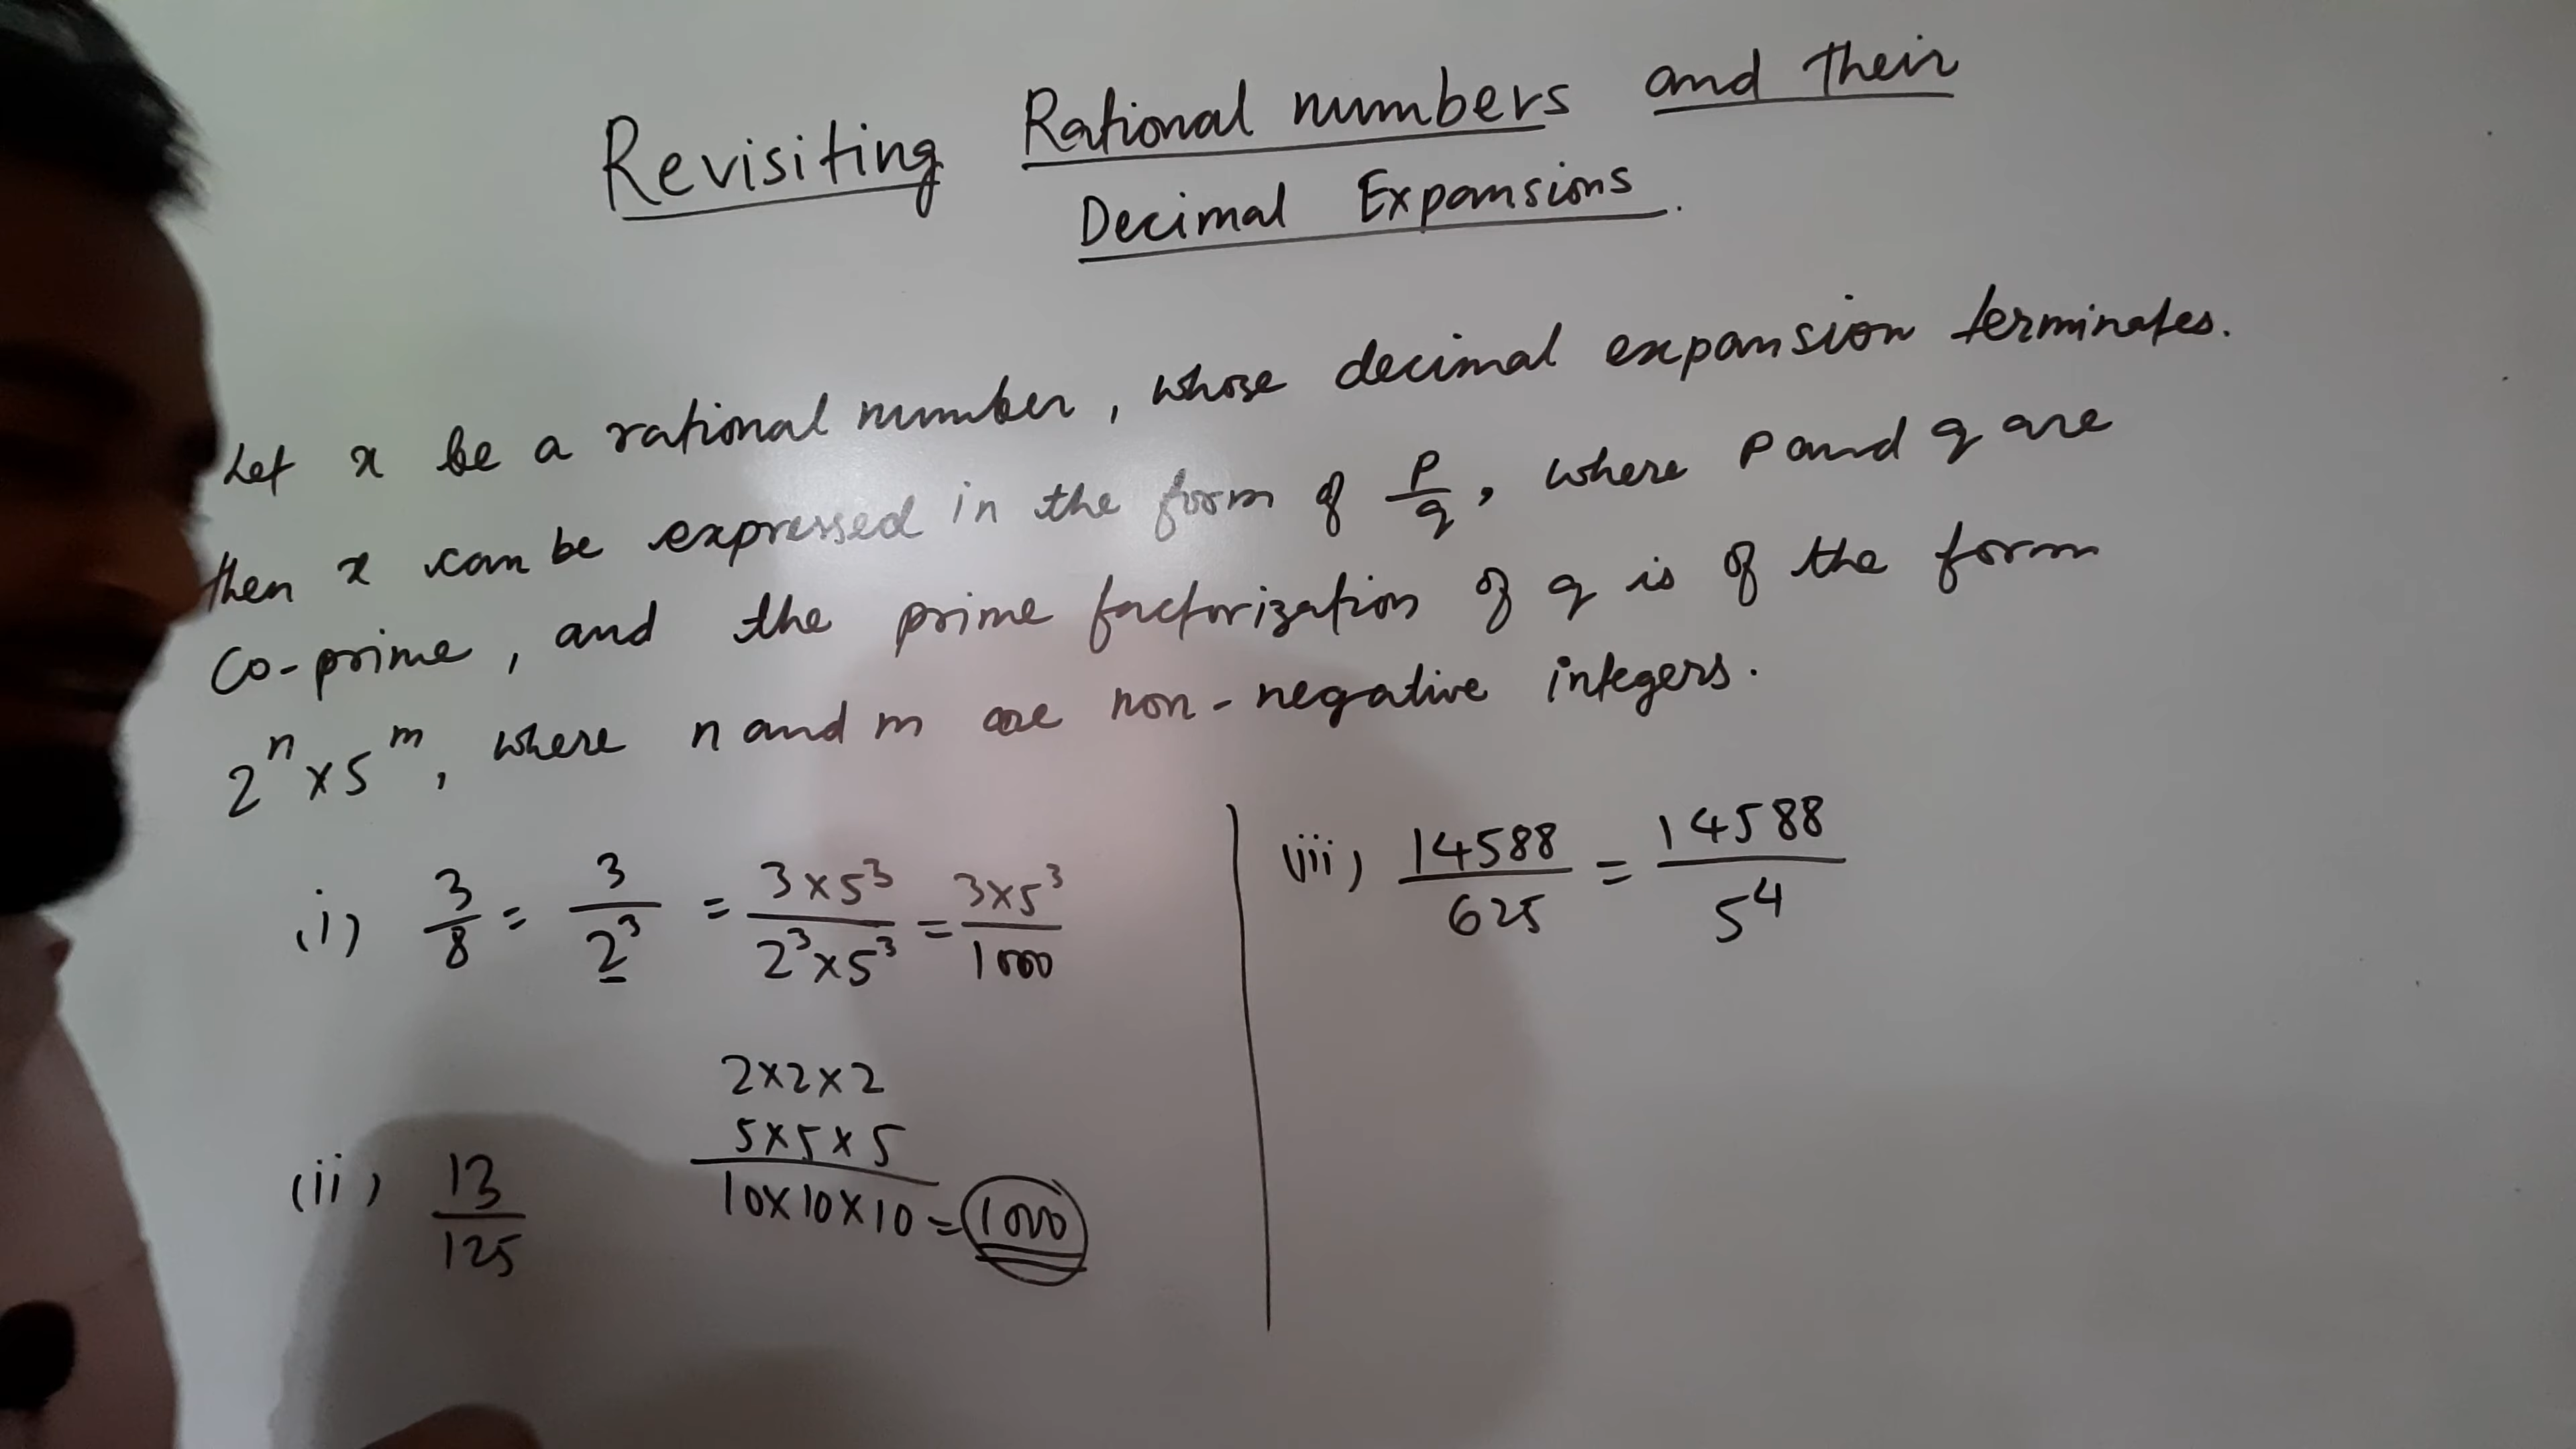 Revisiting Rational numbers and their
Decimal Expansions.
Let x be a rational number, whose decimal expansion terminates.
then x can be expressed in the form of p/q, where p and q are
Co-prime, and the prime factorization of q is of the form
2^n × 5^m, where n and m are non-negative integers.
(i) 3/8 = 3/2^3 = 3×5^3/2^3×5^3 = 3×5^3/1000
2×2×2
5×5×5
10×10×10 = 1000
(ii) 13/125
(iii) 14588/625 = 14588/5^4